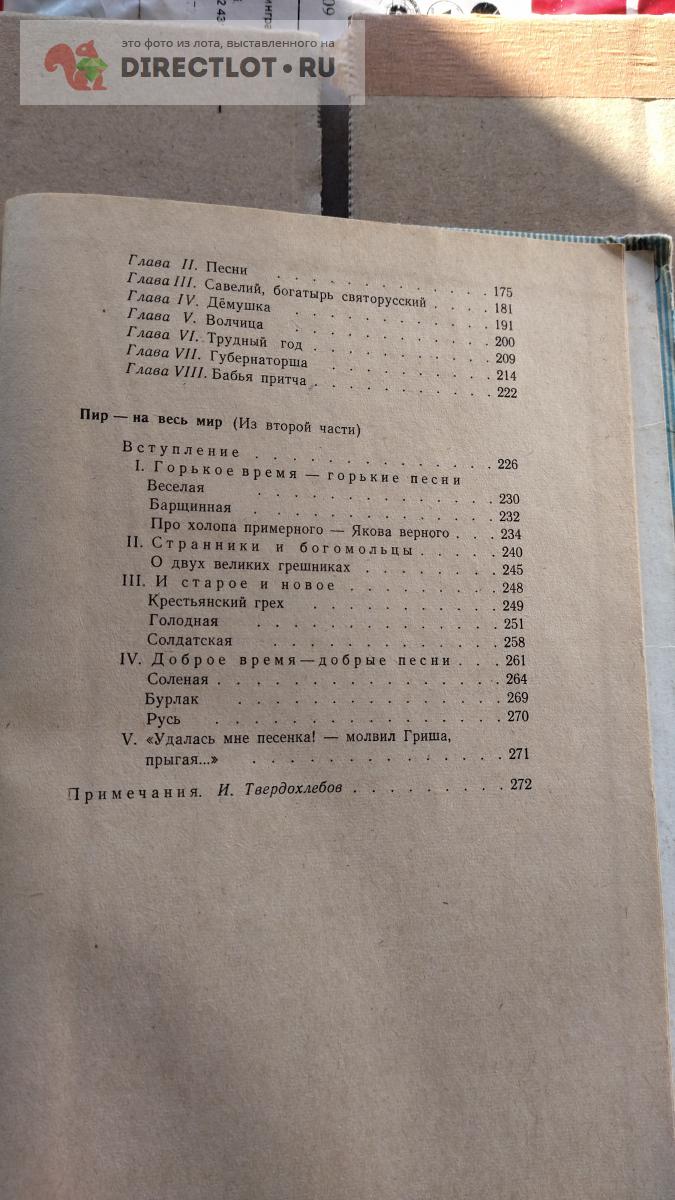 это фото из лота, выставленного на
DIRECTLOT.RU
Глава II. Песни . . . . . . . . . . . . 175
Глава III. Савелий, богатырь святорусский . . . . 181
Глава IV. Дёмушка . . . . . . . . . . . 191
Глава V. Волчица . . . . . . . . . . . 200
Глава VI. Трудный год . . . . . . . . . . 209
Глава VII. Губернаторша . . . . . . . . . 214
Глава VIII. Бабья притча . . . . . . . . . . 222
Пир — на весь мир (Из второй части)
Вступление . . . . . . . . . . . . . 226
I. Горькое время — горькие песни
Веселая . . . . . . . . . . . . 230
Барщинная . . . . . . . . . . . . 232
Про холопа примерного — Якова верного . . . 234
II. Странники и богомольцы . . . . . 240
О двух великих грешниках . . . . . . . . 245
III. И старое и новое . . . . . . . . 248
Крестьянский грех . . . . . . . . . . 249
Голодная . . . . . . . . . . . . . 251
Солдатская . . . . . . . . . . . . 258
IV. Доброе время — добрые песни . . . 261
Соленая . . . . . . . . . . . . . . . 264
Бурлак . . . . . . . . . . . . . . 269
Русь . . . . . . . . . . . . . . . 270
V. «Удалась мне песенка! — молвил Гриша,
прыгая...» . . . . . . . . . . . . . 271
Примечания. И. Твердохлебов . . . . . . . . . 272